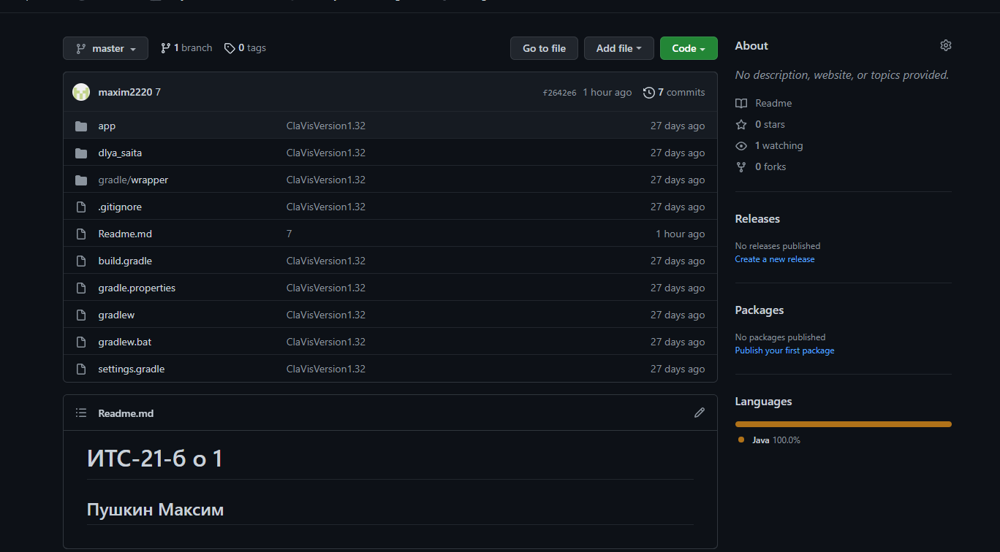 master
1 branch
0 tags
Go to file
Add file
Code
maxim2220 7
f2642e6 1 hour ago 7 commits
app ClaVisVersion1.32 27 days ago
dlya_saita ClaVisVersion1.32 27 days ago
gradle/wrapper ClaVisVersion1.32 27 days ago
.gitignore ClaVisVersion1.32 27 days ago
Readme.md 7 1 hour ago
build.gradle ClaVisVersion1.32 27 days ago
gradle.properties ClaVisVersion1.32 27 days ago
gradlew ClaVisVersion1.32 27 days ago
gradlew.bat ClaVisVersion1.32 27 days ago
settings.gradle ClaVisVersion1.32 27 days ago
Readme.md
ИТС-21-б о 1
Пушкин Максим
About
No description, website, or topics provided.
Readme
0 stars
1 watching
0 forks
Releases
No releases published
Create a new release
Packages
No packages published
Publish your first package
Languages
Java 100.0%